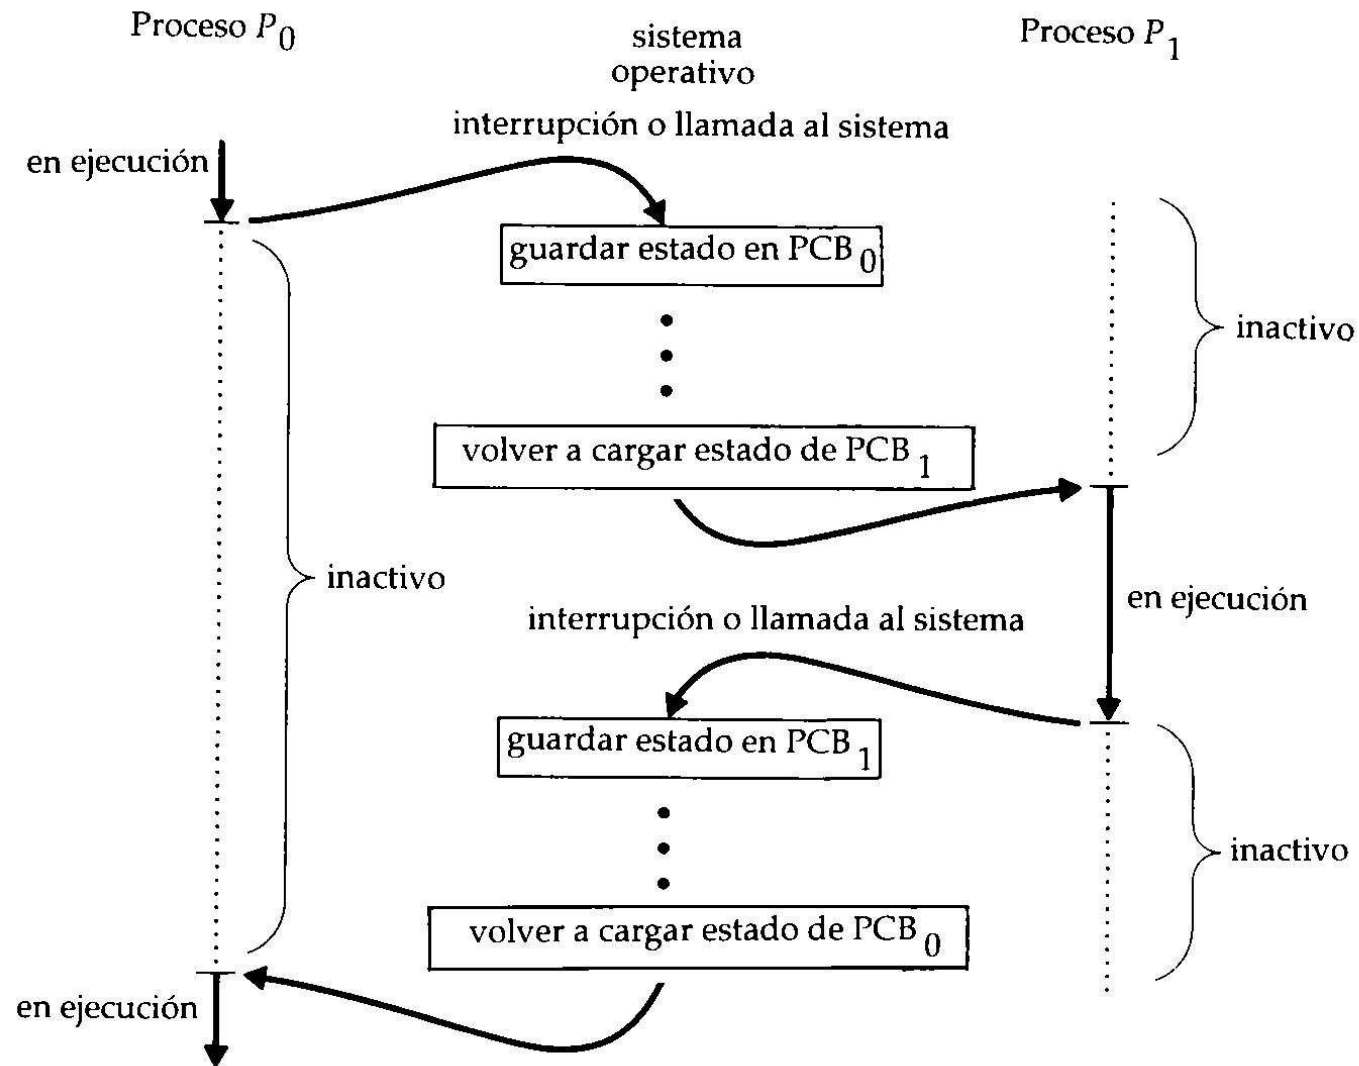 Proceso P0
sistema
operativo
Proceso P1
interrupción o llamada al sistema
en ejecución
guardar estado en PCB0
inactivo
volver a cargar estado de PCB1
inactivo
en ejecución
interrupción o llamada al sistema
guardar estado en PCB1
inactivo
volver a cargar estado de PCB0
en ejecución